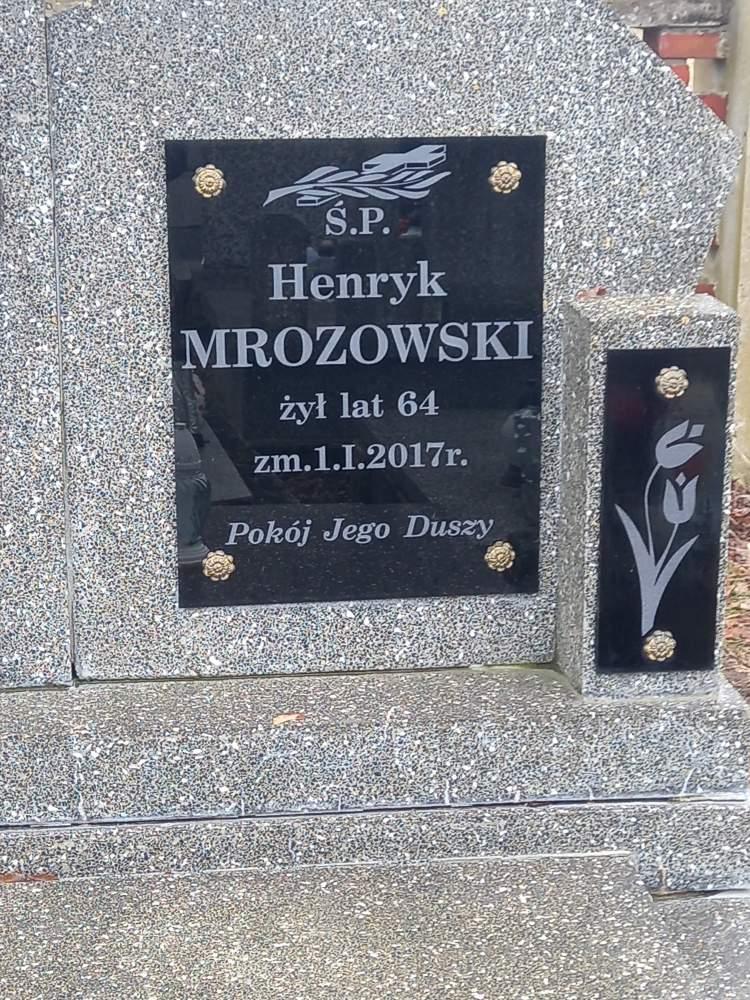 Ś.P.
Henryk
MROZOWSKI
żył lat 64
zm.1.I.2017r.
Pokój Jego Duszy